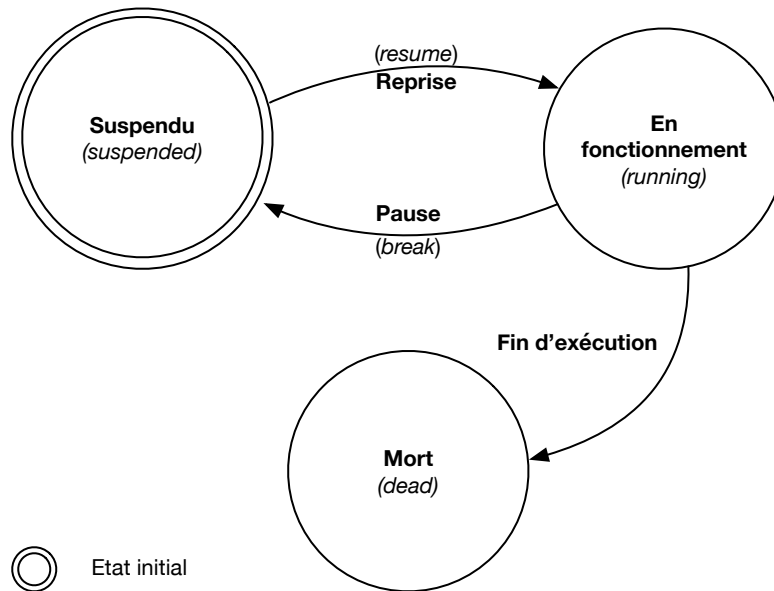 (resume)
Reprise
Suspendu
(suspended)
En
fonctionnement
(running)
Pause
(break)
Fin d’exécution
Mort
(dead)
Etat initial